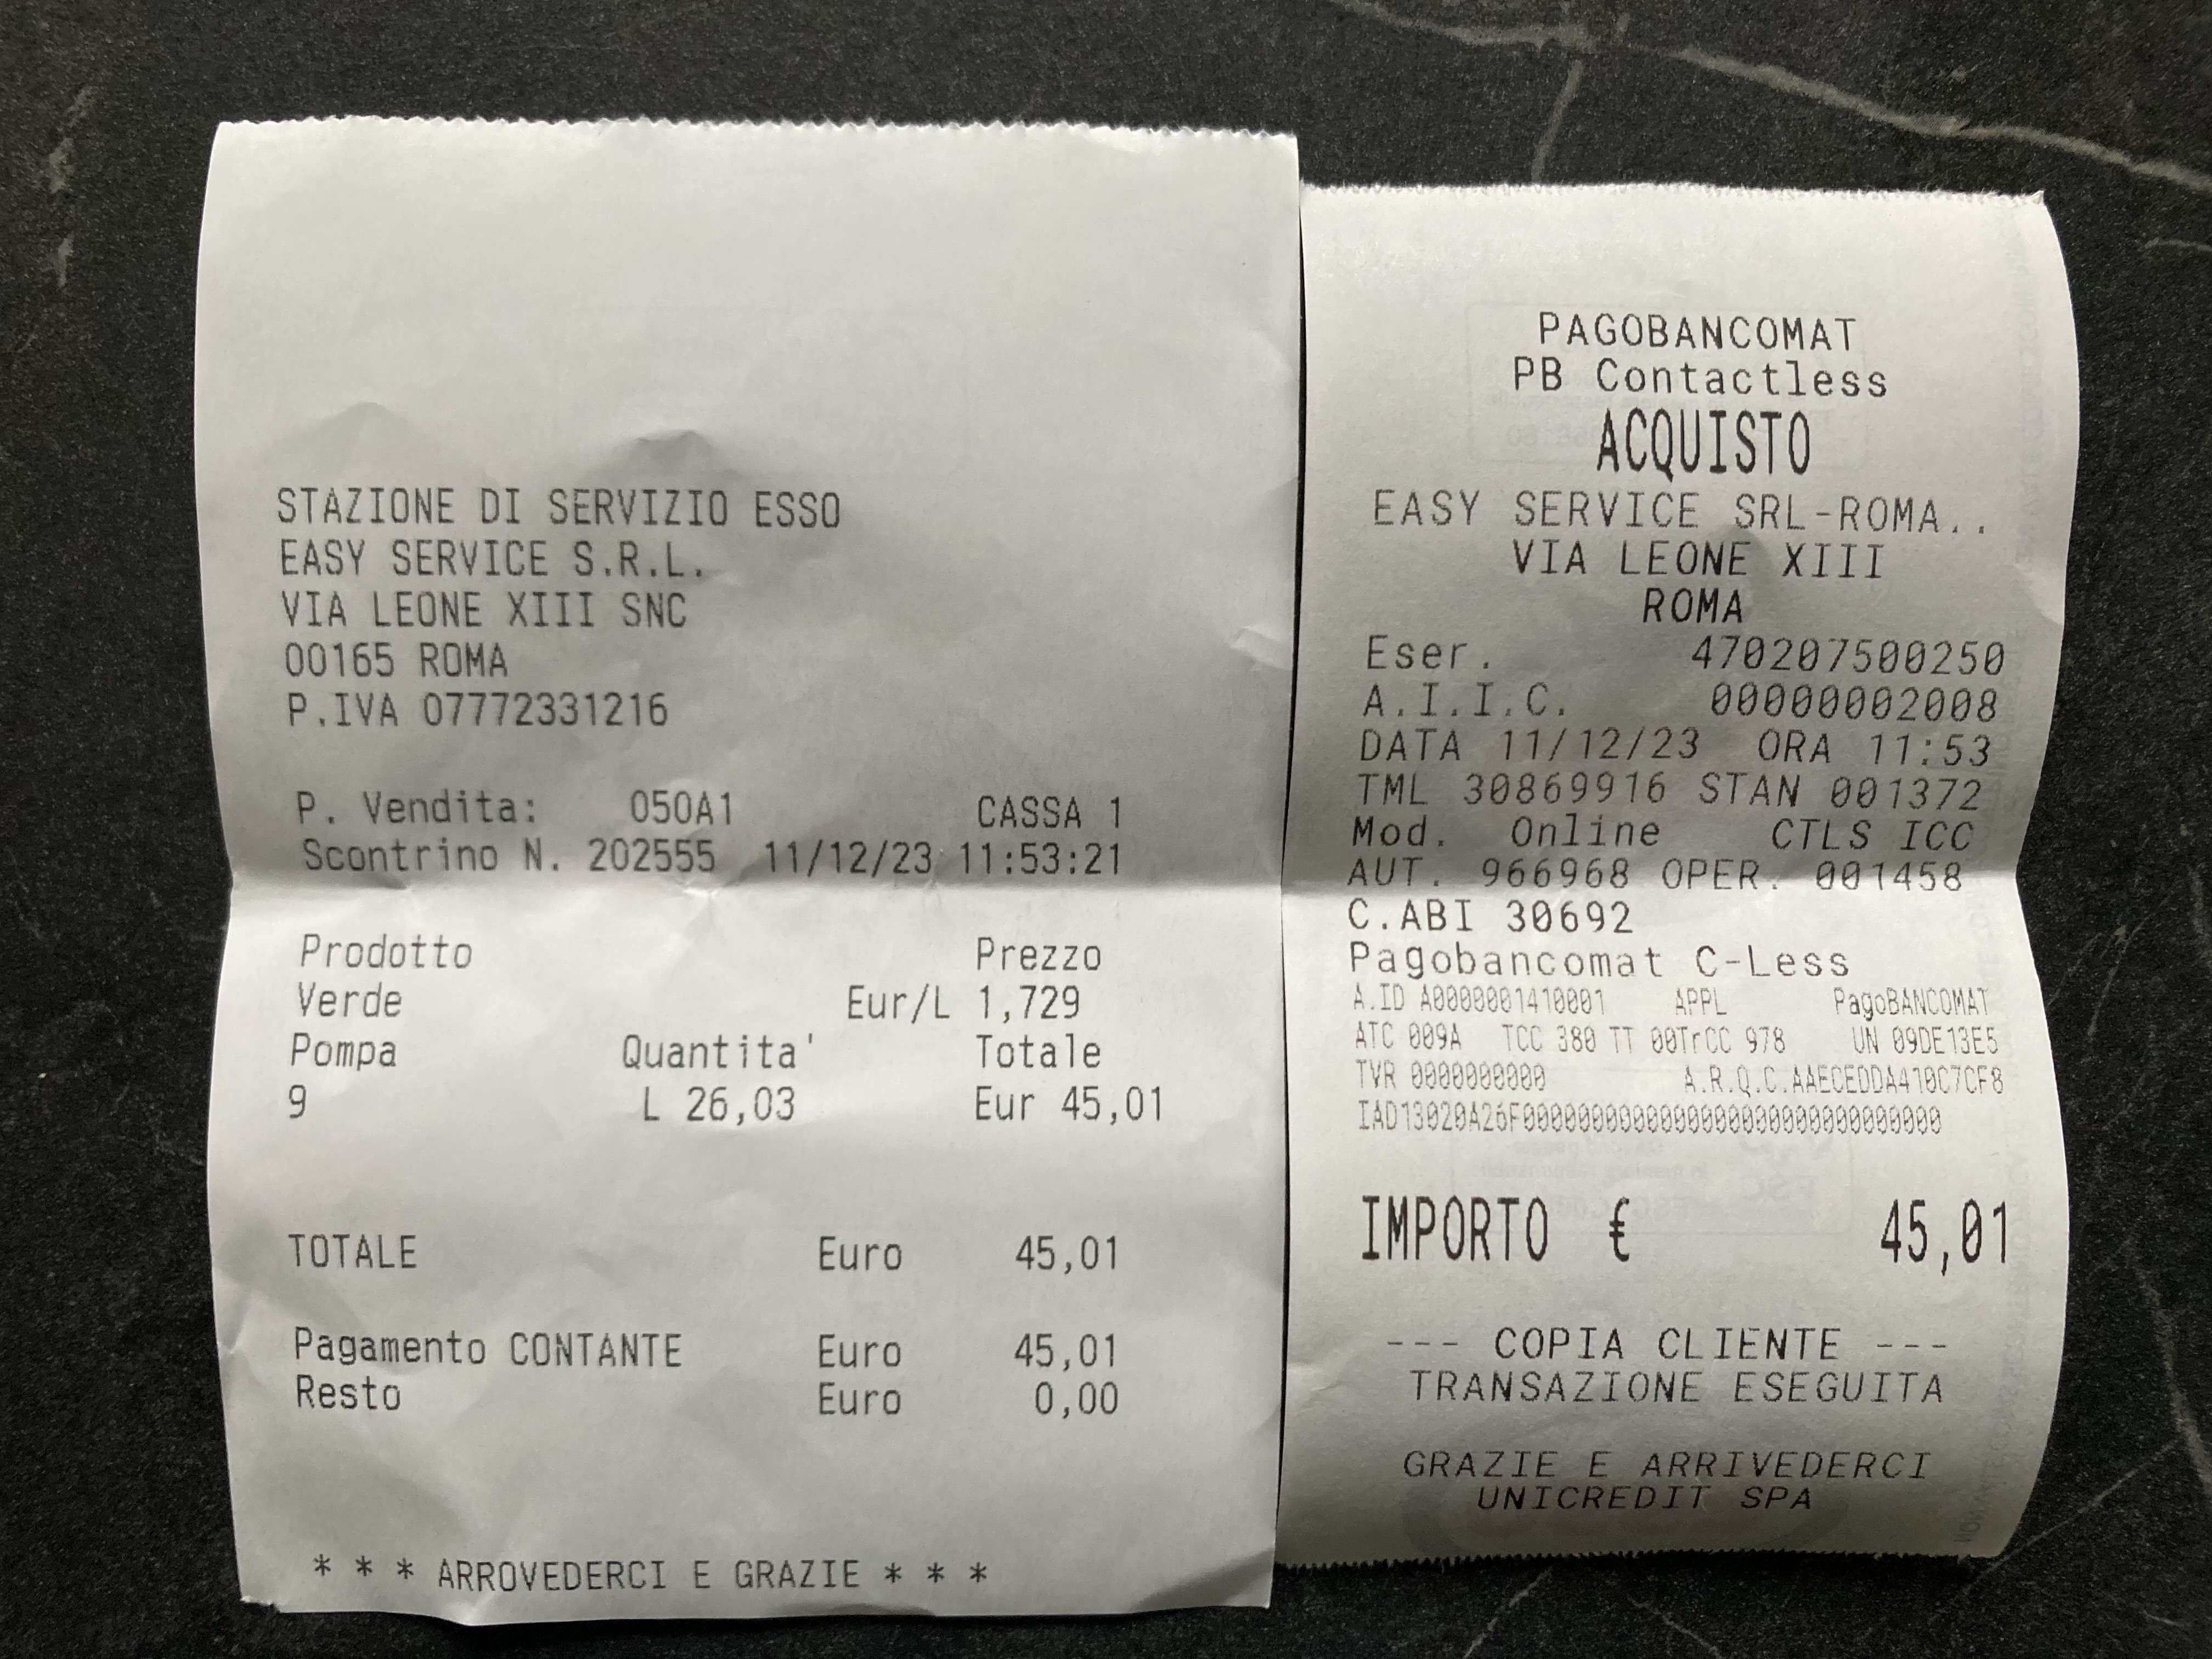 STAZIONE DI SERVIZIO ESSO
EASY SERVICE S.R.L.
VIA LEONE XIII SNC
00165 ROMA
P.IVA 07772331216
P. Vendita: 050A1 CASSA 1
Scontrino N. 202555 11/12/23 11:53:21
Prodotto Prezzo
Verde Eur/L 1,729
Pompa Quantita' Totale
9 L 26,03 Eur 45,01
TOTALE Euro 45,01
Pagamento CONTANTE Euro 45,01
Resto Euro 0,00
* * * ARROVEDERCI E GRAZIE * * *
PAGOBANCOMAT
PB Contactless
ACQUISTO
EASY SERVICE SRL-ROMA..
VIA LEONE XIII
ROMA
Eser. 470207500250
A.I.I.C. 00000002008
DATA 11/12/23 ORA 11:53
TML 30869916 STAN 001372
Mod. Online CTLS ICC
AUT. 966968 OPER. 001458
C.ABI 30692
Pagobancomat C-Less
A.ID A0000001410001 APPL PagoBANCOMAT
ATC 009A TCC 380 TT 00TrCC 978 UN 09DE13E5
TVR 0000000000 A.R.Q.C.AAECEDDA410C7CF8
IMPORTO € 45,01
--- COPIA CLIENTE ---
TRANSAZIONE ESEGUITA
GRAZIE E ARRIVEDERCI
UNICREDIT SPA